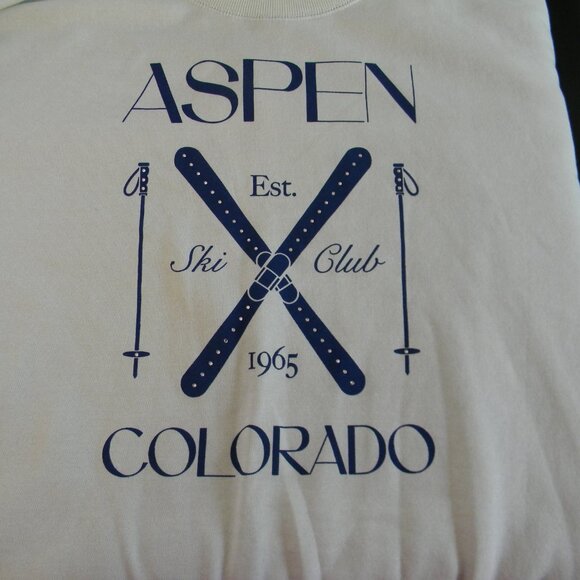 ASPEN
Est.
Ski Club
1965
COLORADO